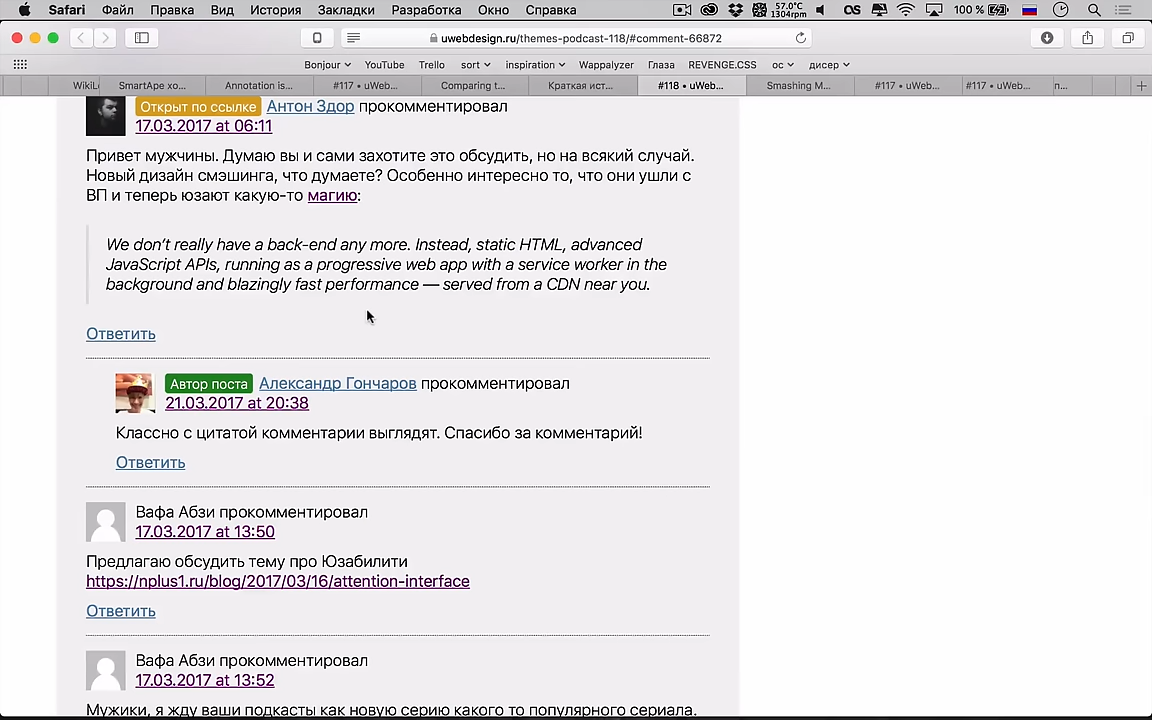 Safari Файл Правка Вид История Закладки Разработка Окно Справка 57.0°C 1304rpm 100 %
uwebdesign.ru/themes-podcast-118/#comment-66872
Bonjour YouTube Trello sort inspiration Wappalyzer Глаза REVENGE.CSS ос дисер
WikiL SmartApe хо... Annotation is... #117 • uWeb... Comparing t... Краткая ист... #118 • uWeb... Smashing M... #117 • uWeb... #117 • uWeb... п...
Открыт по ссылке Антон Здор прокомментировал
17.03.2017 at 06:11
Привет мужчины. Думаю вы и сами захотите это обсудить, но на всякий случай.
Новый дизайн смэшинга, что думаете? Особенно интересно то, что они ушли с
ВП и теперь юзают какую-то магию:
We don't really have a back-end any more. Instead, static HTML, advanced
JavaScript APIs, running as a progressive web app with a service worker in the
background and blazingly fast performance — served from a CDN near you.
Ответить
Автор поста Александр Гончаров прокомментировал
21.03.2017 at 20:38
Классно с цитатой комментарии выглядят. Спасибо за комментарий!
Ответить
Вафа Абзи прокомментировал
17.03.2017 at 13:50
Предлагаю обсудить тему про Юзабилити
https://nplus1.ru/blog/2017/03/16/attention-interface
Ответить
Вафа Абзи прокомментировал
17.03.2017 at 13:52
Мужики, я жду ваши подкасты как новую серию какого то популярного сериала.